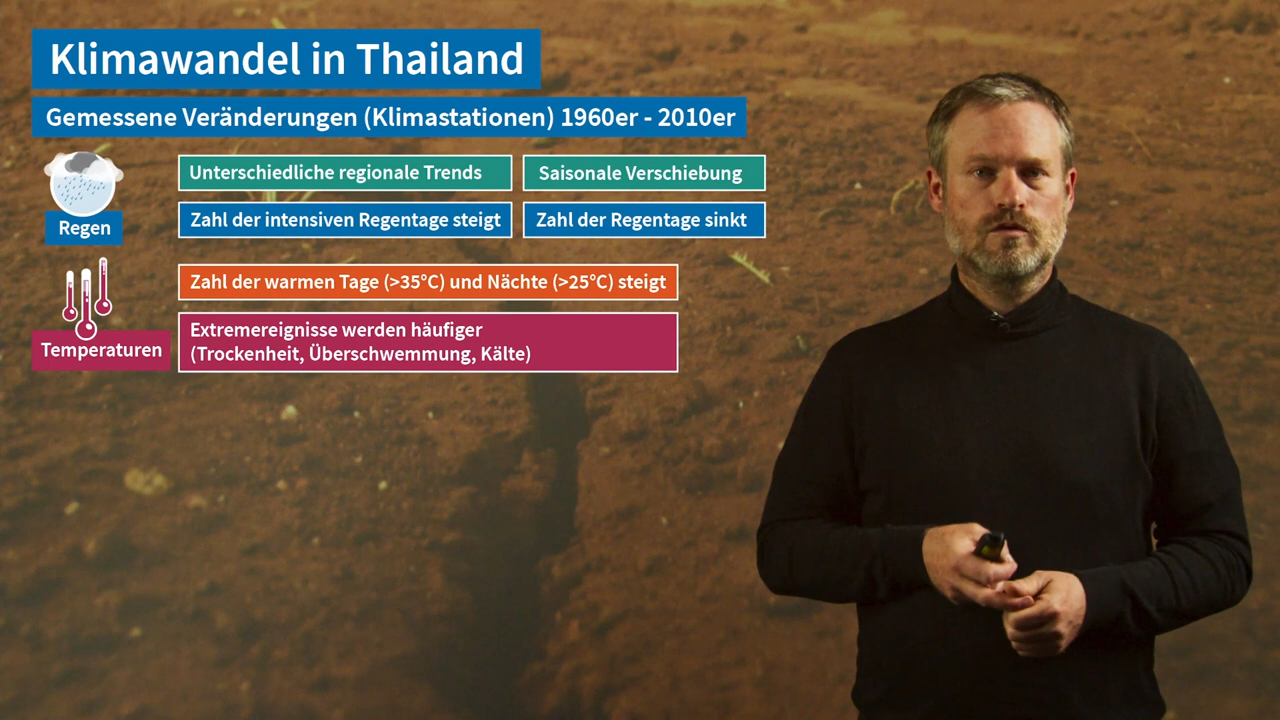 Klimawandel in Thailand
Gemessene Veränderungen (Klimastationen) 1960er - 2010er
Unterschiedliche regionale Trends
Saisonale Verschiebung
Regen
Zahl der intensiven Regentage steigt
Zahl der Regentage sinkt
Zahl der warmen Tage (>35°C) und Nächte (>25°C) steigt
Temperaturen
Extremereignisse werden häufiger
(Trockenheit, Überschwemmung, Kälte)